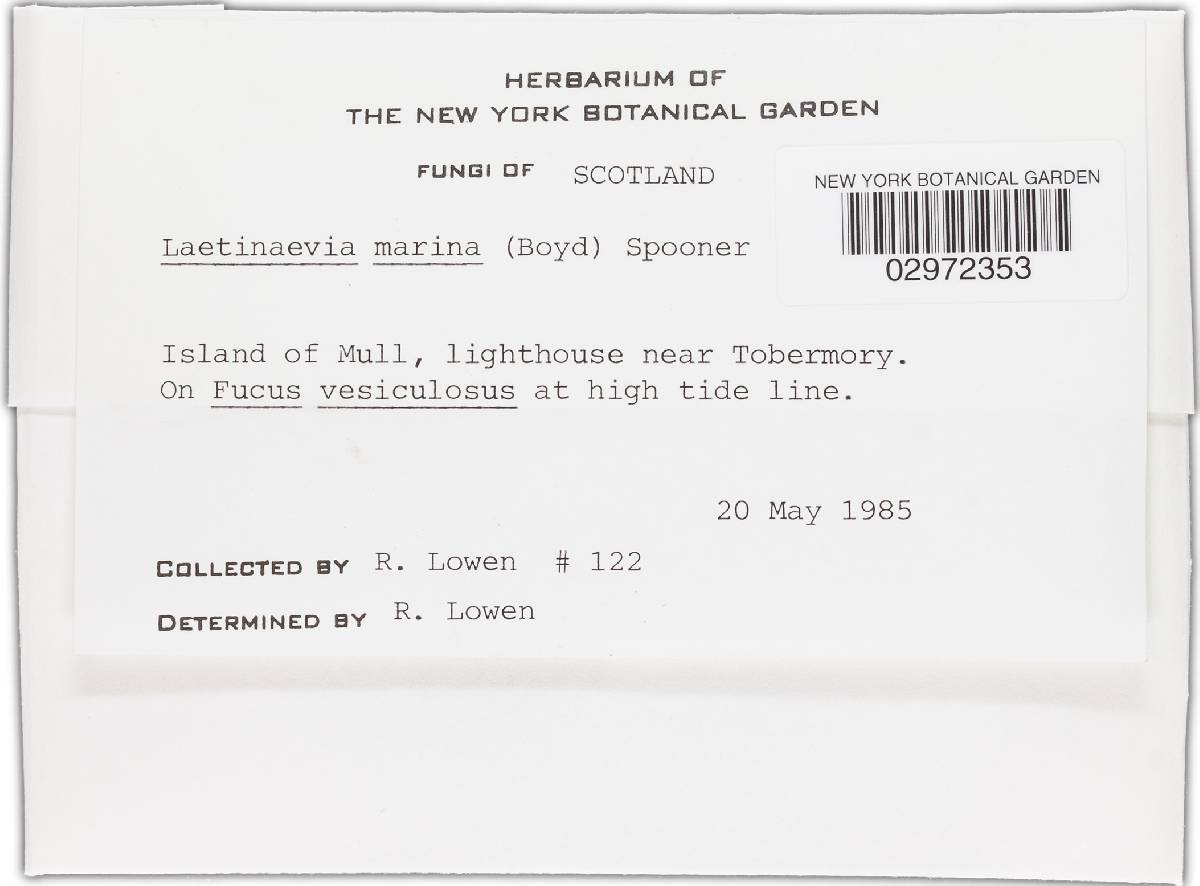 HERBARIUM OF
THE NEW YORK BOTANICAL GARDEN
FUNGI OF SCOTLAND
NEW YORK BOTANICAL GARDEN
02972353
Laetinaevia marina (Boyd) Spooner
Island of Mull, lighthouse near Tobermory.
On Fucus vesiculosus at high tide line.
20 May 1985
COLLECTED BY R. Lowen # 122
DETERMINED BY R. Lowen